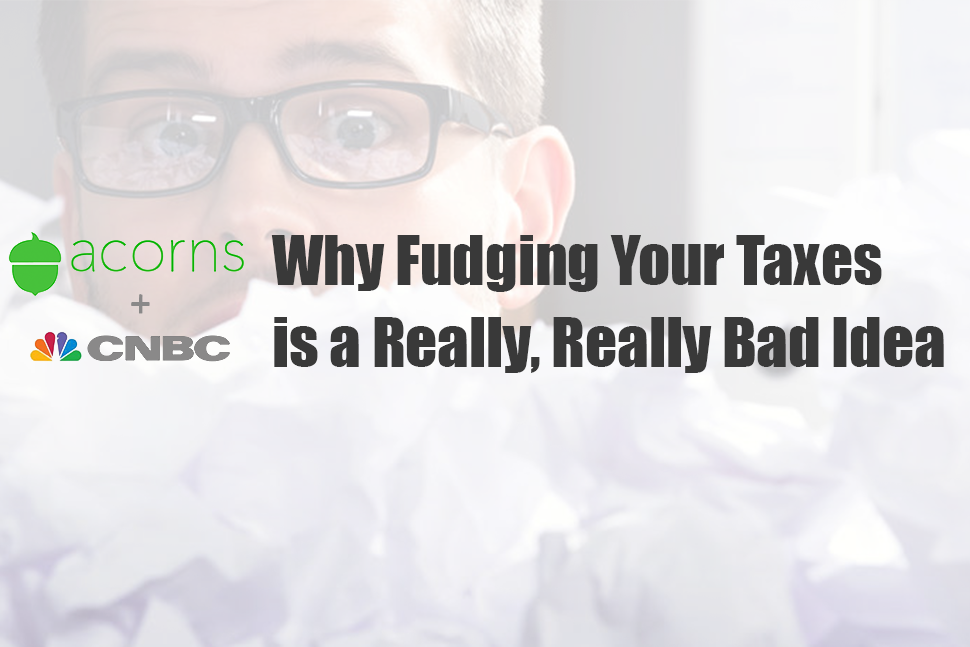 acorns
+
CNBC
Why Fudging Your Taxes
is a Really, Really Bad Idea